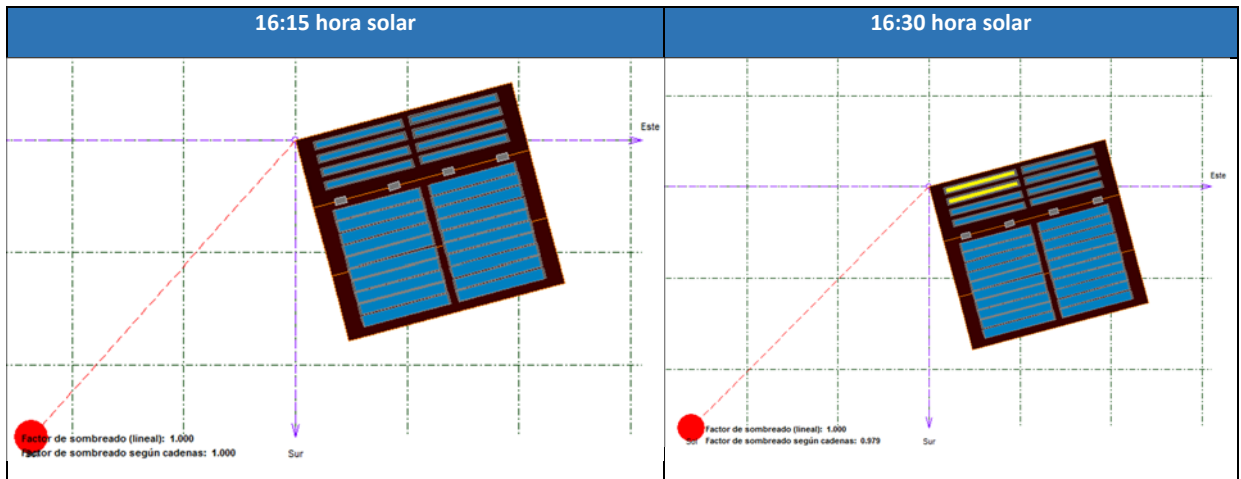 16:15 hora solar
Este
Factor de sombreado (lineal): 1.000
Factor de sombreado según cadenas: 1.000
Sur
16:30 hora solar
Este
Factor de sombreado (lineal): 1.000
Factor de sombreado según cadenas: 0.979
Sur